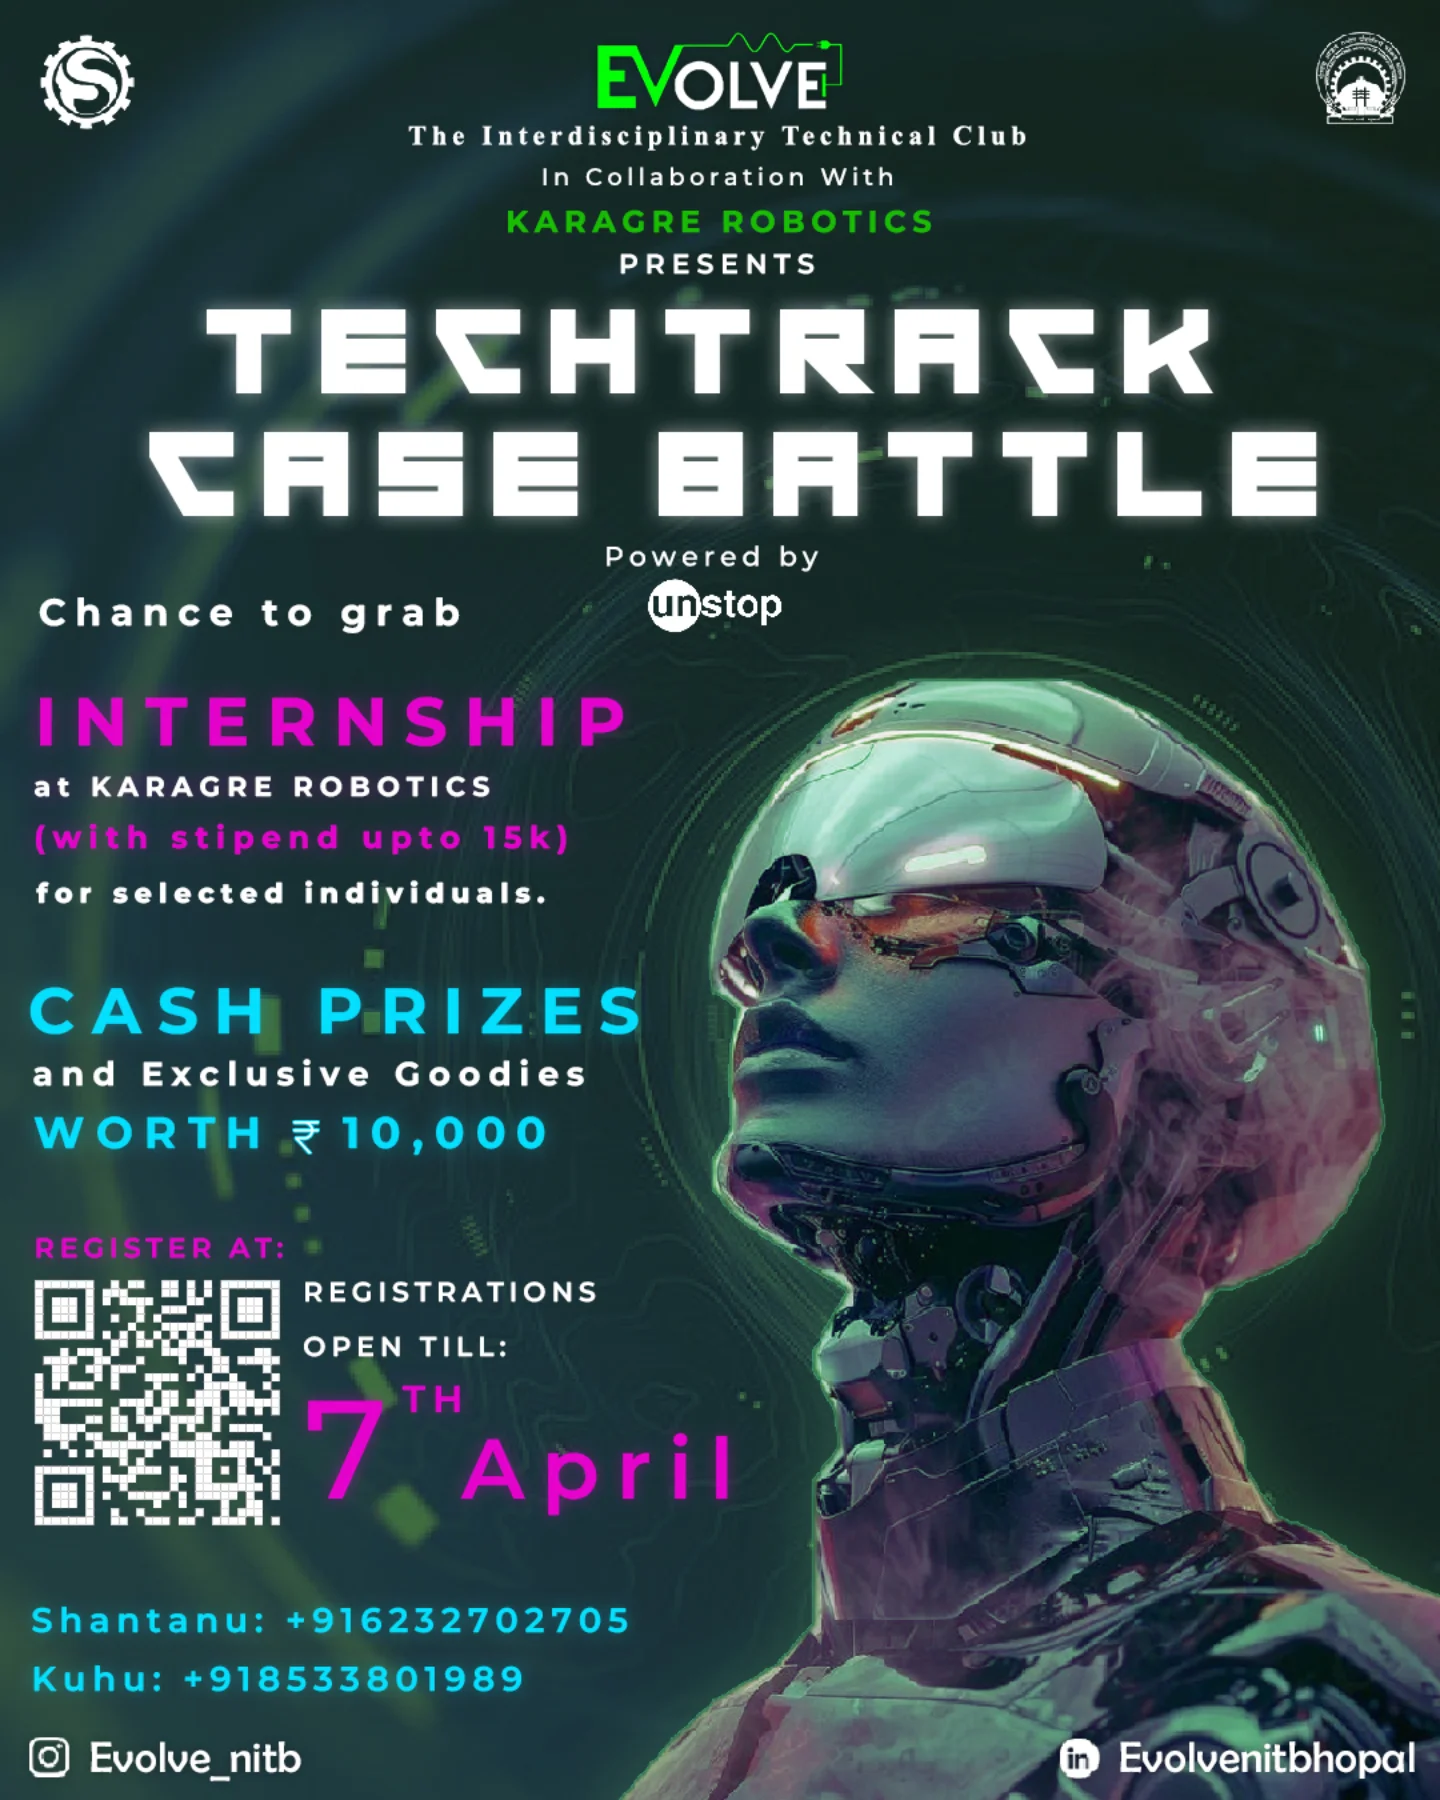 EVOLVE
The Interdisciplinary Technical Club
In Collaboration With
KARAGRE ROBOTICS
PRESENTS
TECHTRACK
CASE BATTLE
Powered by
unstop
Chance to grab
INTERNSHIP
at KARAGRE ROBOTICS
(with stipend upto 15k)
for selected individuals.
CASH PRIZES
and Exclusive Goodies
WORTH ₹ 10,000
REGISTER AT:
REGISTRATIONS
OPEN TILL:
7TH April
Shantanu: +916232702705
Kuhu: +918533801989
Evolve_nitb
Evolvenitbhopal